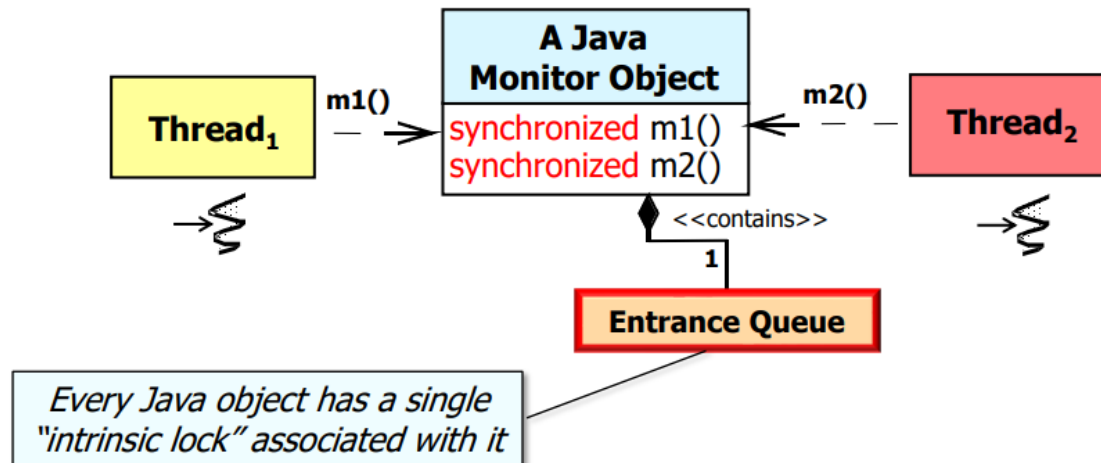 A Java
Monitor Object
m1()
m2()
Thread1
synchronized m1()
synchronized m2()
Thread2
<<contains>>
1
Entrance Queue
Every Java object has a single
“intrinsic lock” associated with it